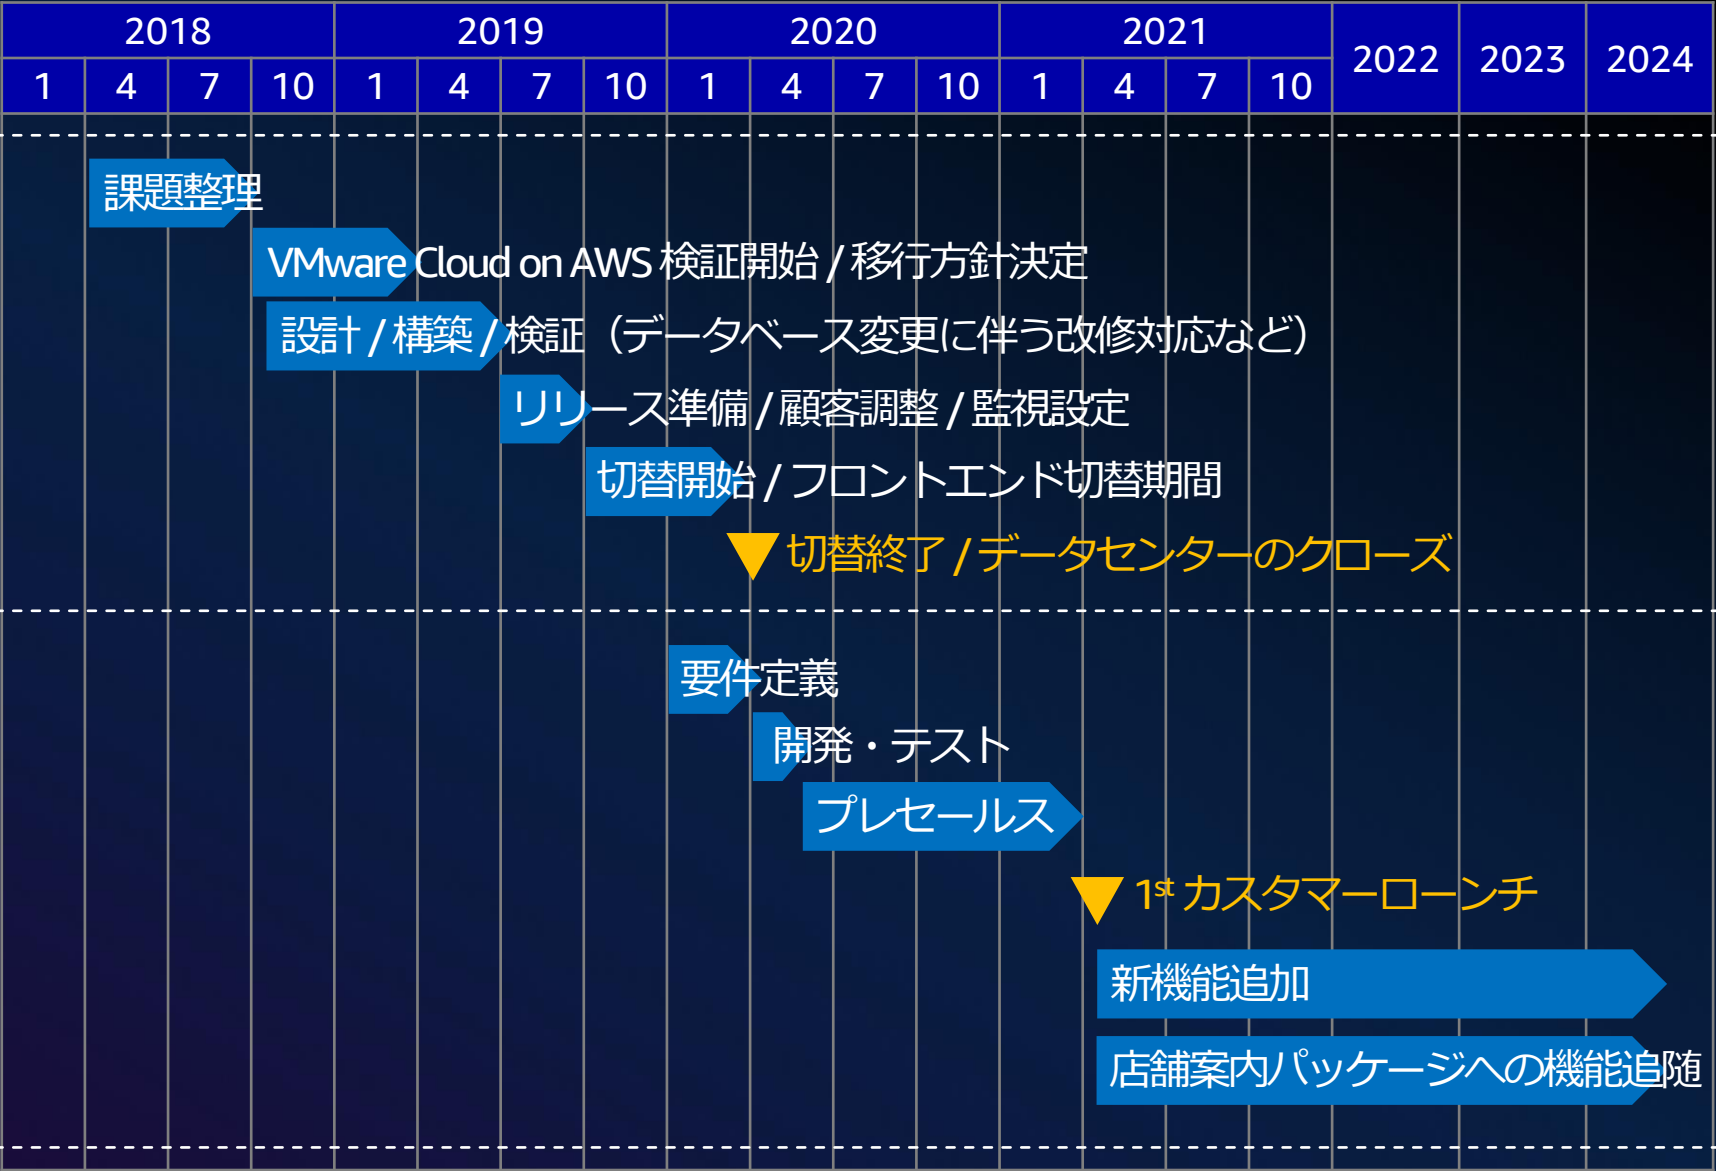 2018 2019 2020 2021 2022 2023 2024
1 4 7 10 1 4 7 10 1 4 7 10 1 4 7 10
課題整理
VMware Cloud on AWS 検証開始 / 移行方針決定
設計 / 構築 / 検証（データベース変更に伴う改修対応など）
リリース準備 / 顧客調整 / 監視設定
切替開始 / フロントエンド切替期間
切替終了 / データセンターのクローズ
要件定義
開発・テスト
プレセールス
1st カスタマーローンチ
新機能追加
店舗案内パッケージへの機能追随